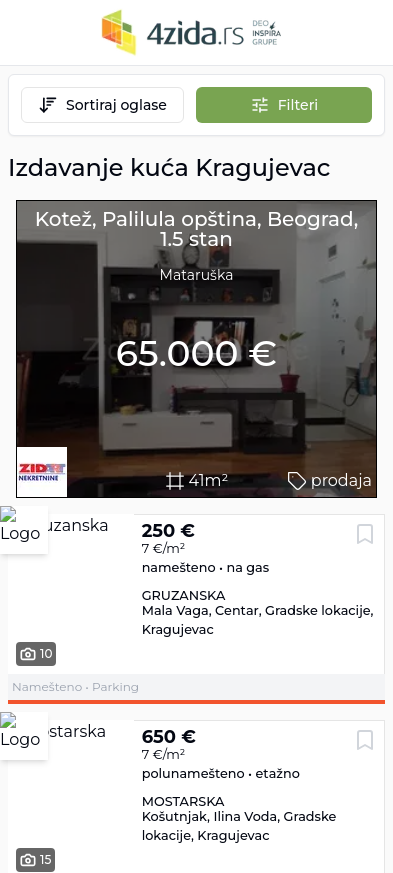 4zida.rs
DEO
INSPIRA
GRUPE
Sortiraj oglase
Filteri
Izdavanje kuća Kragujevac
Kotež, Palilula opština, Beograd,
1.5 stan
Mataruška
65.000 €
ZID
NEKRETNINE
41m²
prodaja
Logo
uzanska
250 €
7 €/m²
namešteno • na gas
GRUZANSKA
Mala Vaga, Centar, Gradske lokacije,
Kragujevac
10
Namešteno • Parking
Logo
ostarska
650 €
7 €/m²
polunamešteno • etažno
MOSTARSKA
Košutnjak, Ilina Voda, Gradske
lokacije, Kragujevac
15